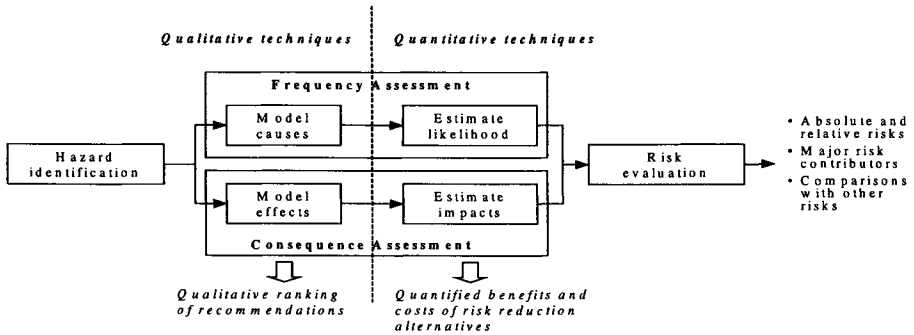 Qualitative techniques
Quantitative techniques
Frequency Assessment
Model
causes
Estimate
likelihood
Hazard
identification
Model
effects
Estimate
impacts
Consequence Assessment
Risk
evaluation
• Absolute and
relative risks
• Major risk
contributors
• Comparisons
with other
risks
Qualitative ranking
of recommendations
Quantified benefits and
costs of risk reduction
alternatives